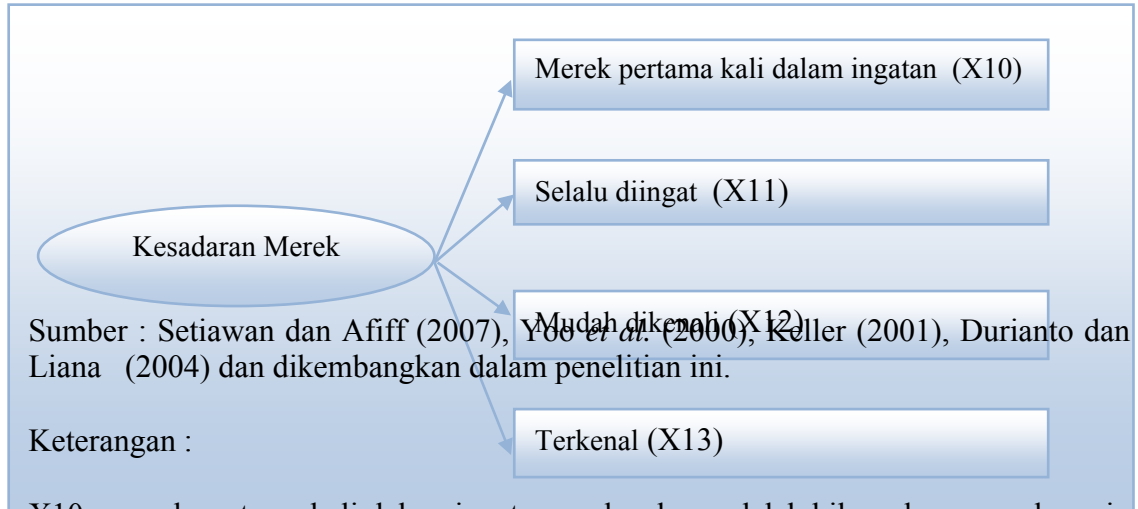 Merek pertama kali dalam ingatan (X10)
Selalu diingat (X11)
Kesadaran Merek
Mudah dikenali (X12)
Sumber : Setiawan dan Afiff (2007), Yoo et al. (2000), Keller (2001), Durianto dan
Liana (2004) dan dikembangkan dalam penelitian ini.
Keterangan :
Terkenal (X13)